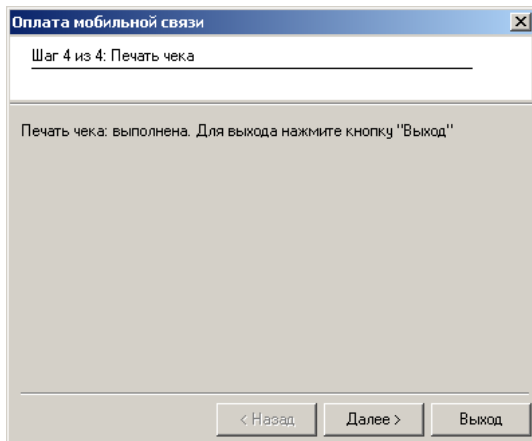 Оплата мобильной связи
Шаг 4 из 4: Печать чека
Печать чека: выполнена. Для выхода нажмите кнопку "Выход"
< Назад
Далее >
Выход